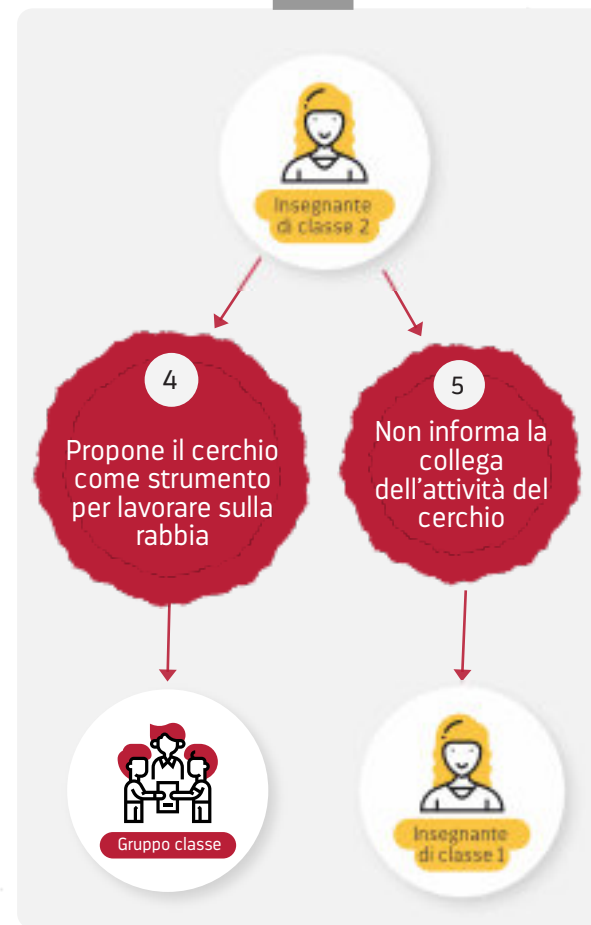 Insegnante
di classe 2
4
Propone il cerchio
come strumento
per lavorare sulla
rabbia
5
Non informa la
collega
dell'attività del
cerchio
Gruppo classe
Insegnante
di classe 1